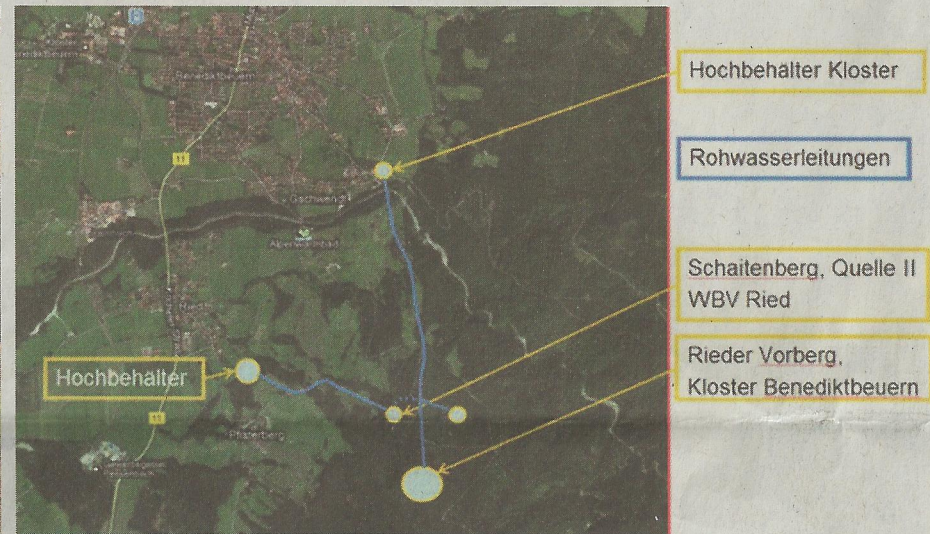 Hochbehälter Kloster
Rohwasserleitungen
Schaitenberg, Quelle II
WBV Ried
Rieder Vorberg,
Kloster Benediktbeuern
Hochbehälter
Benediktbeuern
11
Gschwendt
Alpenwarmbad
Ried
Pfisterberg
11